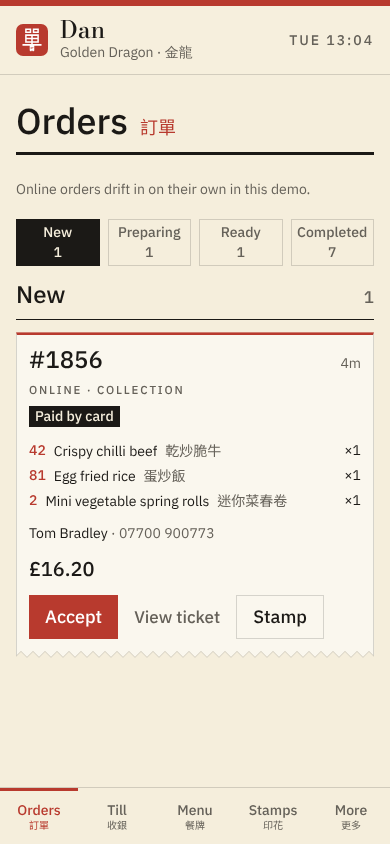 單 Dan
Golden Dragon · 金龍
TUE 13:04
Orders 訂單
Online orders drift in on their own in this demo.
New
1
Preparing
1
Ready
1
Completed
7
New 1
#1856 4m
ONLINE · COLLECTION
Paid by card
42 Crispy chilli beef 乾炒脆牛 ×1
81 Egg fried rice 蛋炒飯 ×1
2 Mini vegetable spring rolls 迷你菜春卷 ×1
Tom Bradley · 07700 900773
£16.20
Accept View ticket Stamp
Orders
訂單
Till
收銀
Menu
餐牌
Stamps
印花
More
更多